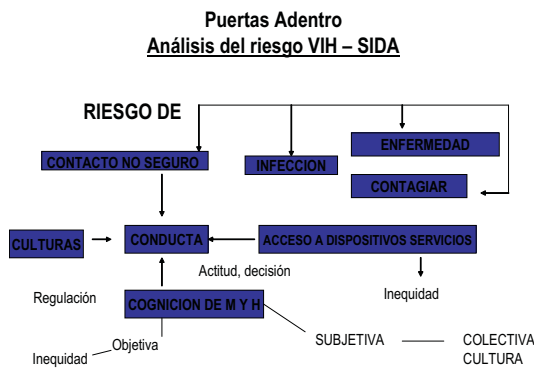 Puertas Adentro
Análisis del riesgo VIH – SIDA
RIESGO DE
ENFERMEDAD
CONTACTO NO SEGURO
INFECCION
CONTAGIAR
CULTURAS
CONDUCTA
ACCESO A DISPOSITIVOS SERVICIOS
Actitud, decisión
Regulación
COGNICION DE M Y H
Inequidad
Objetiva
SUBJETIVA
COLECTIVA
Inequidad
CULTURA